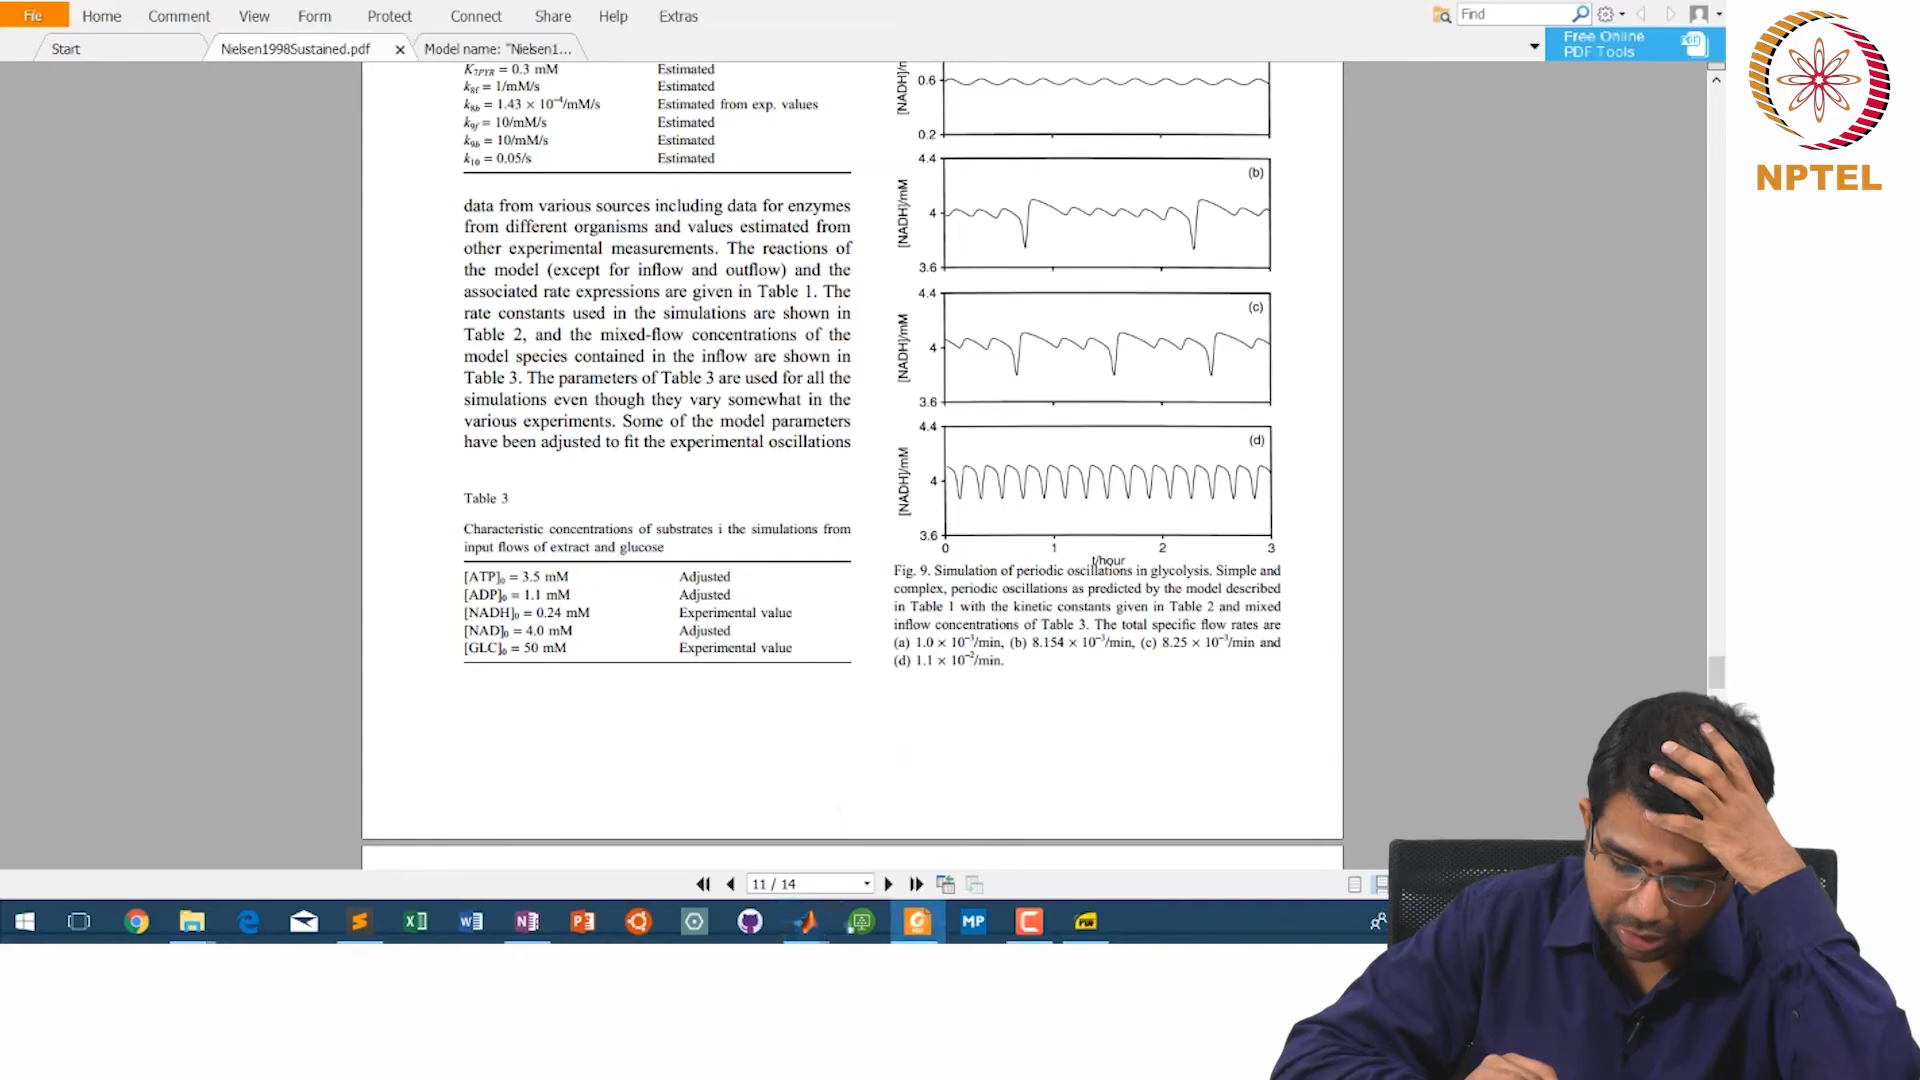 File Home Comment View Form Protect Connect Share Help Extras Find
Start Nielsen1998Sustained.pdf × Model name: "Nielsen1... Free Online PDF Tools
K7PYR = 0.3 mM Estimated
k8f = 1/mM/s Estimated
k8b = 1.43 × 10⁻⁴/mM/s Estimated from exp. values
k9f = 10/mM/s Estimated
k9b = 10/mM/s Estimated
k10 = 0.05/s Estimated
data from various sources including data for enzymes
from different organisms and values estimated from
other experimental measurements. The reactions of
the model (except for inflow and outflow) and the
associated rate expressions are given in Table 1. The
rate constants used in the simulations are shown in
Table 2, and the mixed-flow concentrations of the
model species contained in the inflow are shown in
Table 3. The parameters of Table 3 are used for all the
simulations even though they vary somewhat in the
various experiments. Some of the model parameters
have been adjusted to fit the experimental oscillations
Table 3
Characteristic concentrations of substrates i the simulations from
input flows of extract and glucose
[ATP]₀ = 3.5 mM Adjusted
[ADP]₀ = 1.1 mM Adjusted
[NADH]₀ = 0.24 mM Experimental value
[NAD]₀ = 4.0 mM Adjusted
[GLC]₀ = 50 mM Experimental value
0.6
0.2
4.4
(b)
[NADH]/mM
4
3.6
4.4
(c)
[NADH]/mM
4
3.6
4.4
(d)
[NADH]/mM
4
3.6
0 1 2 3
t/hour
Fig. 9. Simulation of periodic oscillations in glycolysis. Simple and
complex, periodic oscillations as predicted by the model described
in Table 1 with the kinetic constants given in Table 2 and mixed
inflow concentrations of Table 3. The total specific flow rates are
(a) 1.0 × 10⁻³/min, (b) 8.154 × 10⁻³/min, (c) 8.25 × 10⁻³/min and
(d) 1.1 × 10⁻²/min.
11 / 14
MP
PDF
NPTEL